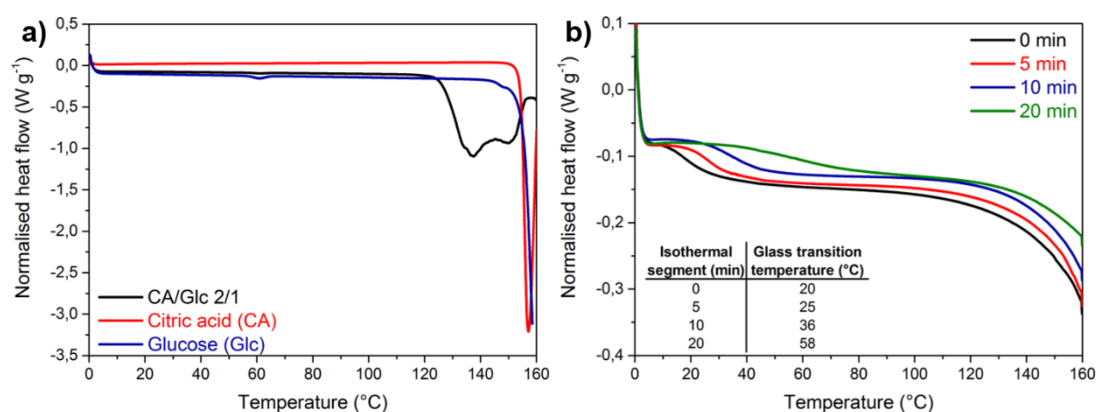 a)
Normalised heat flow (W g⁻¹)
0,5
0,0
-0,5
-1,0
-1,5
-2,0
-2,5
-3,0
-3,5
CA/Glc 2/1
Citric acid (CA)
Glucose (Glc)
0 20 40 60 80 100 120 140 160
Temperature (°C)
b)
Normalised heat flow (W g⁻¹)
0,1
0,0
-0,1
-0,2
-0,3
-0,4
0 min
5 min
10 min
20 min
Isothermal Glass transition
segment (min) temperature (°C)
0 20
5 25
10 36
20 58
0 20 40 60 80 100 120 140 160
Temperature (°C)